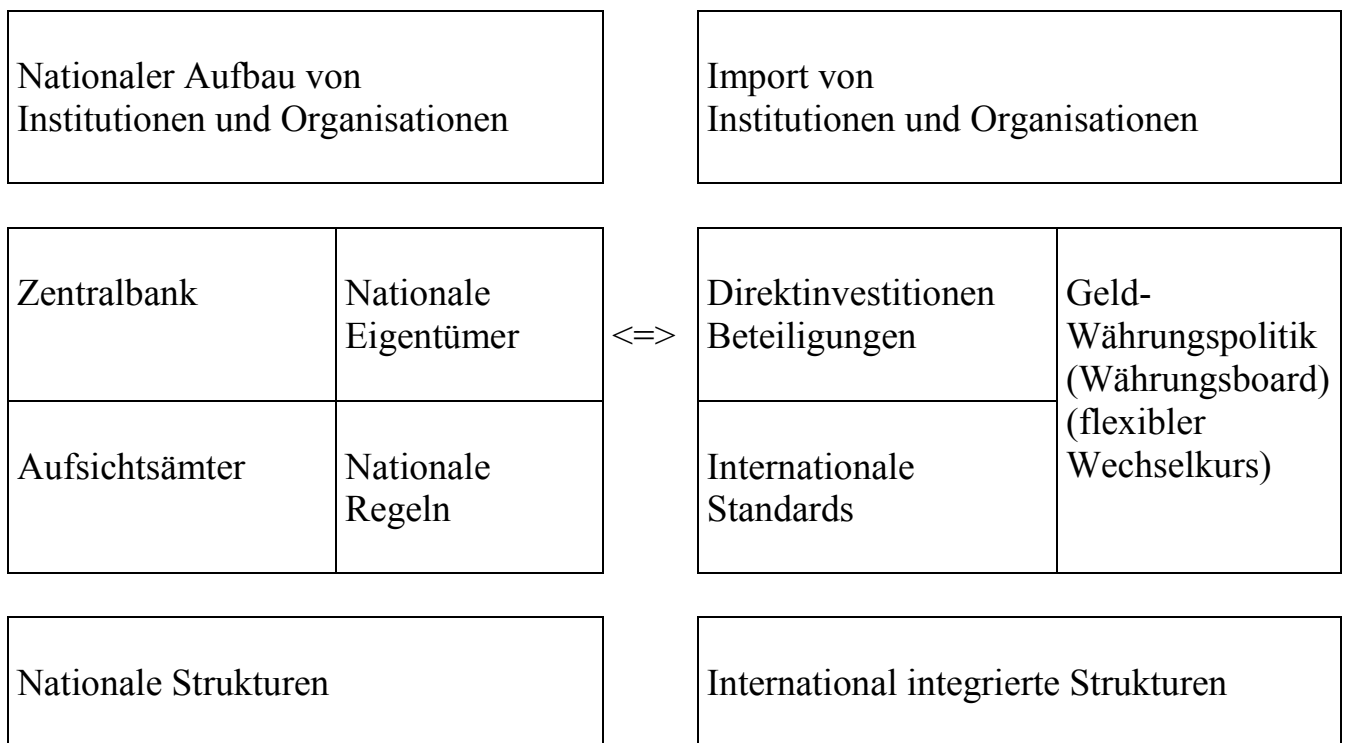 Nationaler Aufbau von
Institutionen und Organisationen
Import von
Institutionen und Organisationen
Zentralbank
Nationale
Eigentümer
<=>
Direktinvestitionen
Beteiligungen
Geld-
Währungspolitik
(Währungsboard)
(flexibler
Wechselkurs)
Aufsichtsämter
Nationale
Regeln
Internationale
Standards
Nationale Strukturen
International integrierte Strukturen